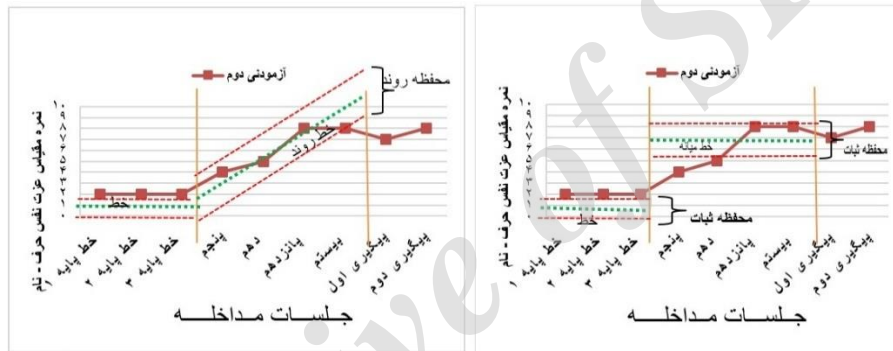 آزمودنی دوم
محفظه روند
خط روند
خط
نمره مقیاس عزت نفس حرف - نام
خط پایه ۱
خط پایه ۲
خط پایه ۳
پنجم
دهم
پانزدهم
بیستم
پیگیری اول
پیگیری دوم
جلسات مداخله
آزمودنی دوم
خط میانه
محفظه ثبات
محفظه ثبات
خط
نمره مقیاس عزت نفس حرف - نام
خط پایه ۱
خط پایه ۲
خط پایه ۳
پنجم
دهم
پانزدهم
بیستم
پیگیری اول
پیگیری دوم
جلسات مداخله
ive of S